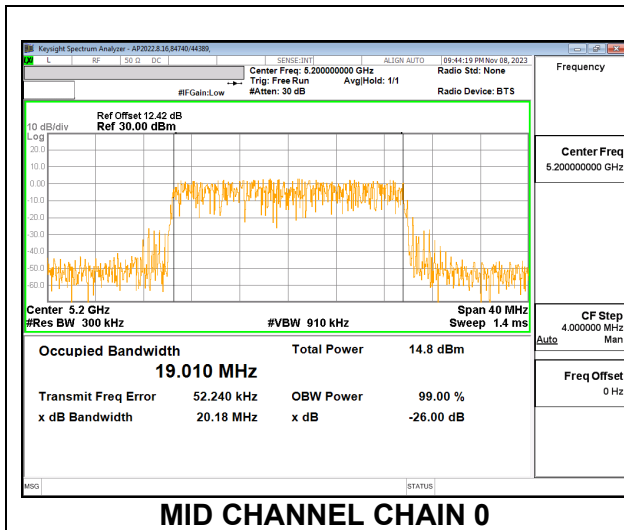 Keysight Spectrum Analyzer - AP2022.8.16,84740/44389,
L RF 50 Ω DC SENSE:INT ALIGN AUTO 09:44:19 PM Nov 08, 2023
Center Freq: 5.200000000 GHz Radio Std: None
Trig: Free Run Avg|Hold: 1/1
#IFGain:Low #Atten: 30 dB Radio Device: BTS
Frequency
Ref Offset 12.42 dB
10 dB/div Ref 30.00 dBm
Log
20.0
10.0
0.00
-10.0
-20.0
-30.0
-40.0
-50.0
-60.0
Center 5.2 GHz Span 40 MHz
#Res BW 300 kHz #VBW 910 kHz Sweep 1.4 ms
Center Freq
5.200000000 GHz
CF Step
4.000000 MHz
Auto Man
Freq Offset
0 Hz
Occupied Bandwidth Total Power 14.8 dBm
19.010 MHz
Transmit Freq Error 52.240 kHz OBW Power 99.00 %
x dB Bandwidth 20.18 MHz x dB -26.00 dB
MSG STATUS
MID CHANNEL CHAIN 0